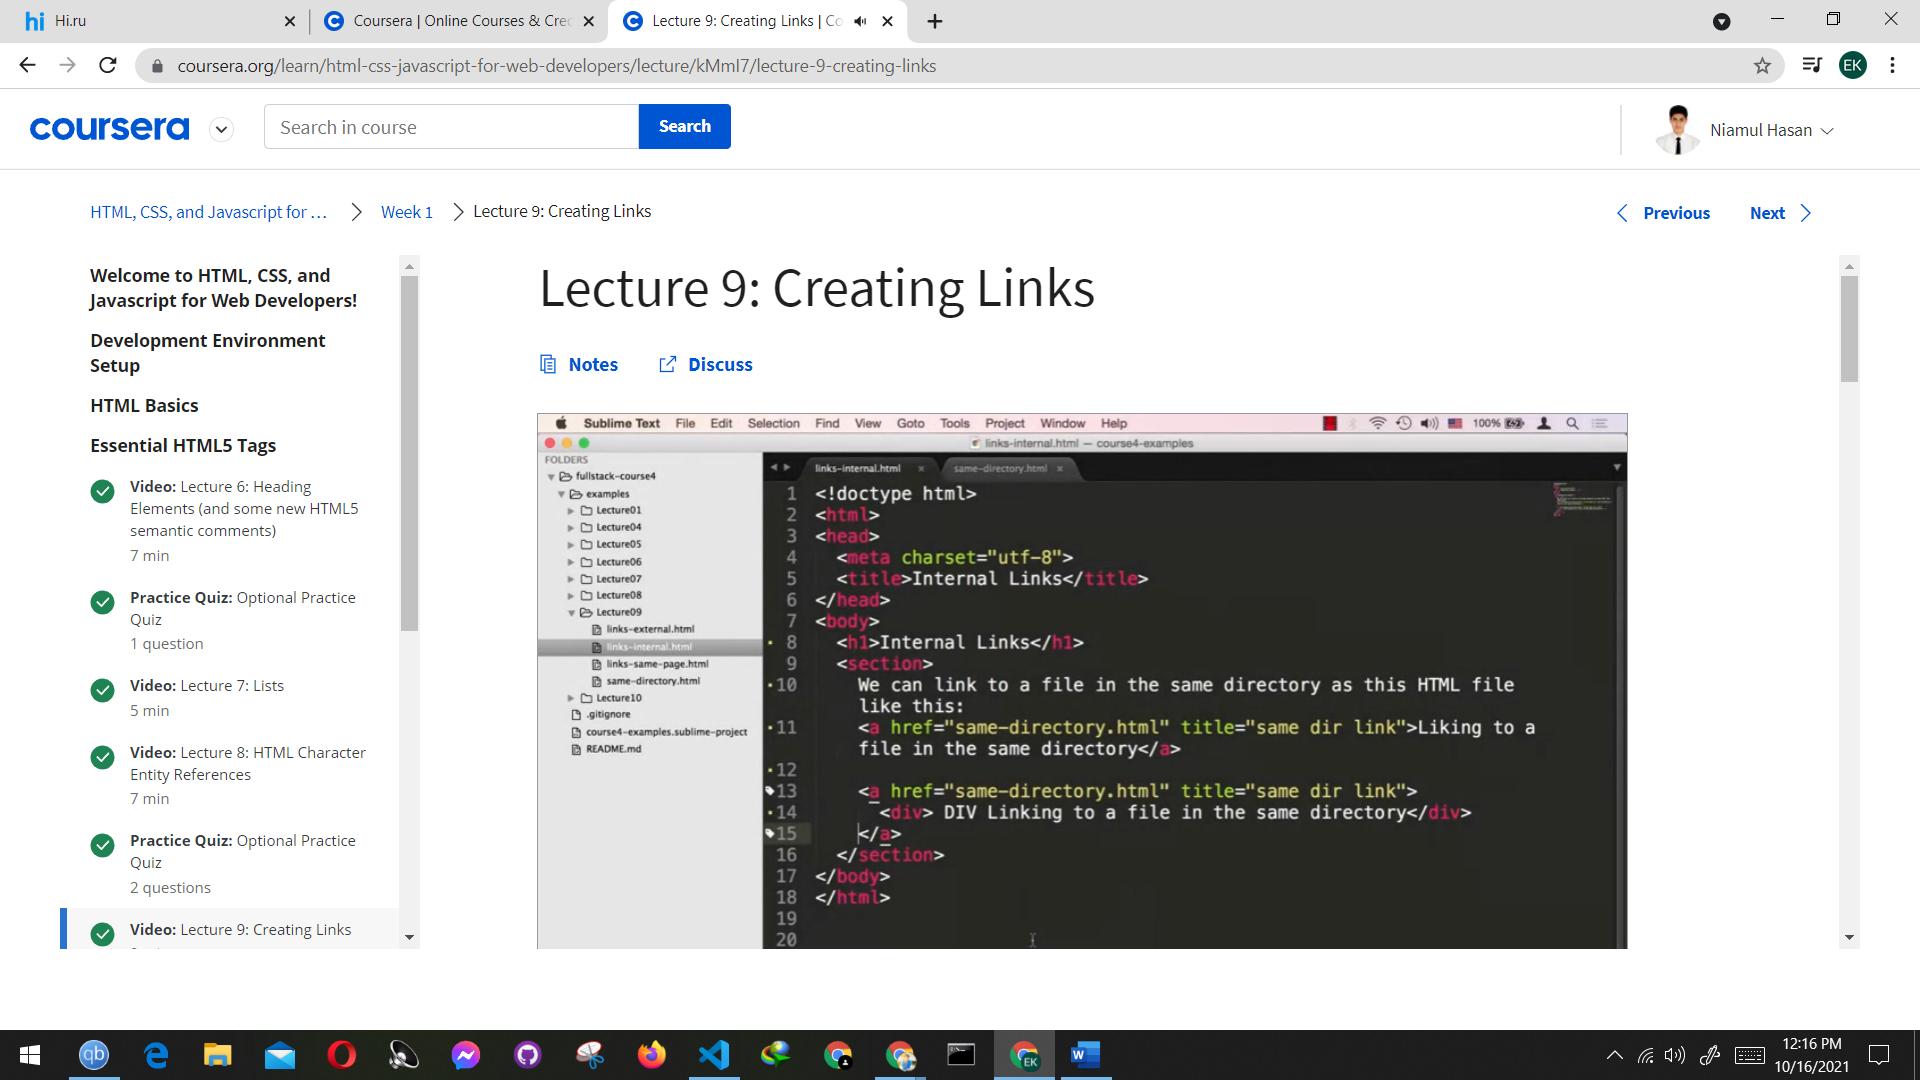 Hi.ru
Coursera | Online Courses & Cre
Lecture 9: Creating Links | Co
coursera.org/learn/html-css-javascript-for-web-developers/lecture/kMmI7/lecture-9-creating-links
EK
coursera
Search in course
Search
Niamul Hasan
HTML, CSS, and Javascript for ...
Week 1
Lecture 9: Creating Links
Previous
Next
Welcome to HTML, CSS, and
Javascript for Web Developers!
Development Environment
Setup
HTML Basics
Essential HTML5 Tags
Video: Lecture 6: Heading
Elements (and some new HTML5
semantic comments)
7 min
Practice Quiz: Optional Practice
Quiz
1 question
Video: Lecture 7: Lists
5 min
Video: Lecture 8: HTML Character
Entity References
7 min
Practice Quiz: Optional Practice
Quiz
2 questions
Video: Lecture 9: Creating Links
Lecture 9: Creating Links
Notes
Discuss
Sublime Text File Edit Selection Find View Goto Tools Project Window Help
100%
links-internal.html — course4-examples
FOLDERS
fullstack-course4
examples
Lecture01
Lecture04
Lecture05
Lecture06
Lecture07
Lecture08
Lecture09
links-external.html
links-internal.html
links-same-page.html
same-directory.html
Lecture10
.gitignore
course4-examples.sublime-project
README.md
links-internal.html
same-directory.html
1 <!doctype html>
2 <html>
3 <head>
4 <meta charset="utf-8">
5 <title>Internal Links</title>
6 </head>
7 <body>
8 <h1>Internal Links</h1>
9 <section>
10 We can link to a file in the same directory as this HTML file
like this:
11 <a href="same-directory.html" title="same dir link">Liking to a
file in the same directory</a>
12
13 <a href="same-directory.html" title="same dir link">
14 <div> DIV Linking to a file in the same directory</div>
15 </a>
16 </section>
17 </body>
18 </html>
19
20
12:16 PM
10/16/2021